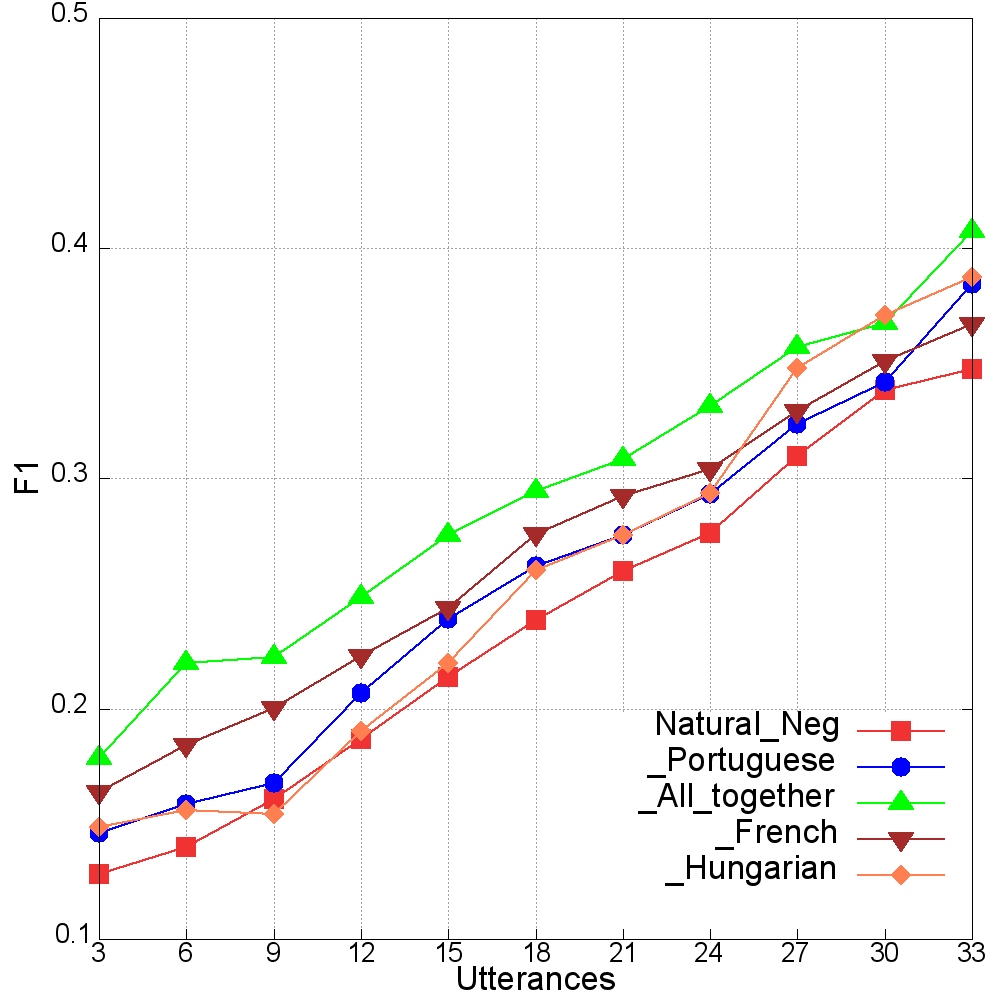 0.5
0.4
0.3
0.2
0.1
F1
Natural_Neg
_Portuguese
_All_together
_French
_Hungarian
3 6 9 12 15 18 21 24 27 30 33
Utterances